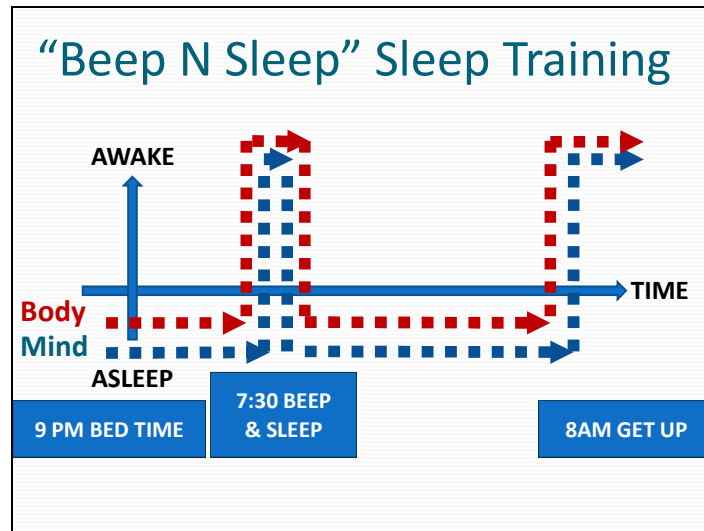 “Beep N Sleep” Sleep Training
AWAKE
TIME
Body
Mind
ASLEEP
9 PM BED TIME
7:30 BEEP
& SLEEP
8AM GET UP